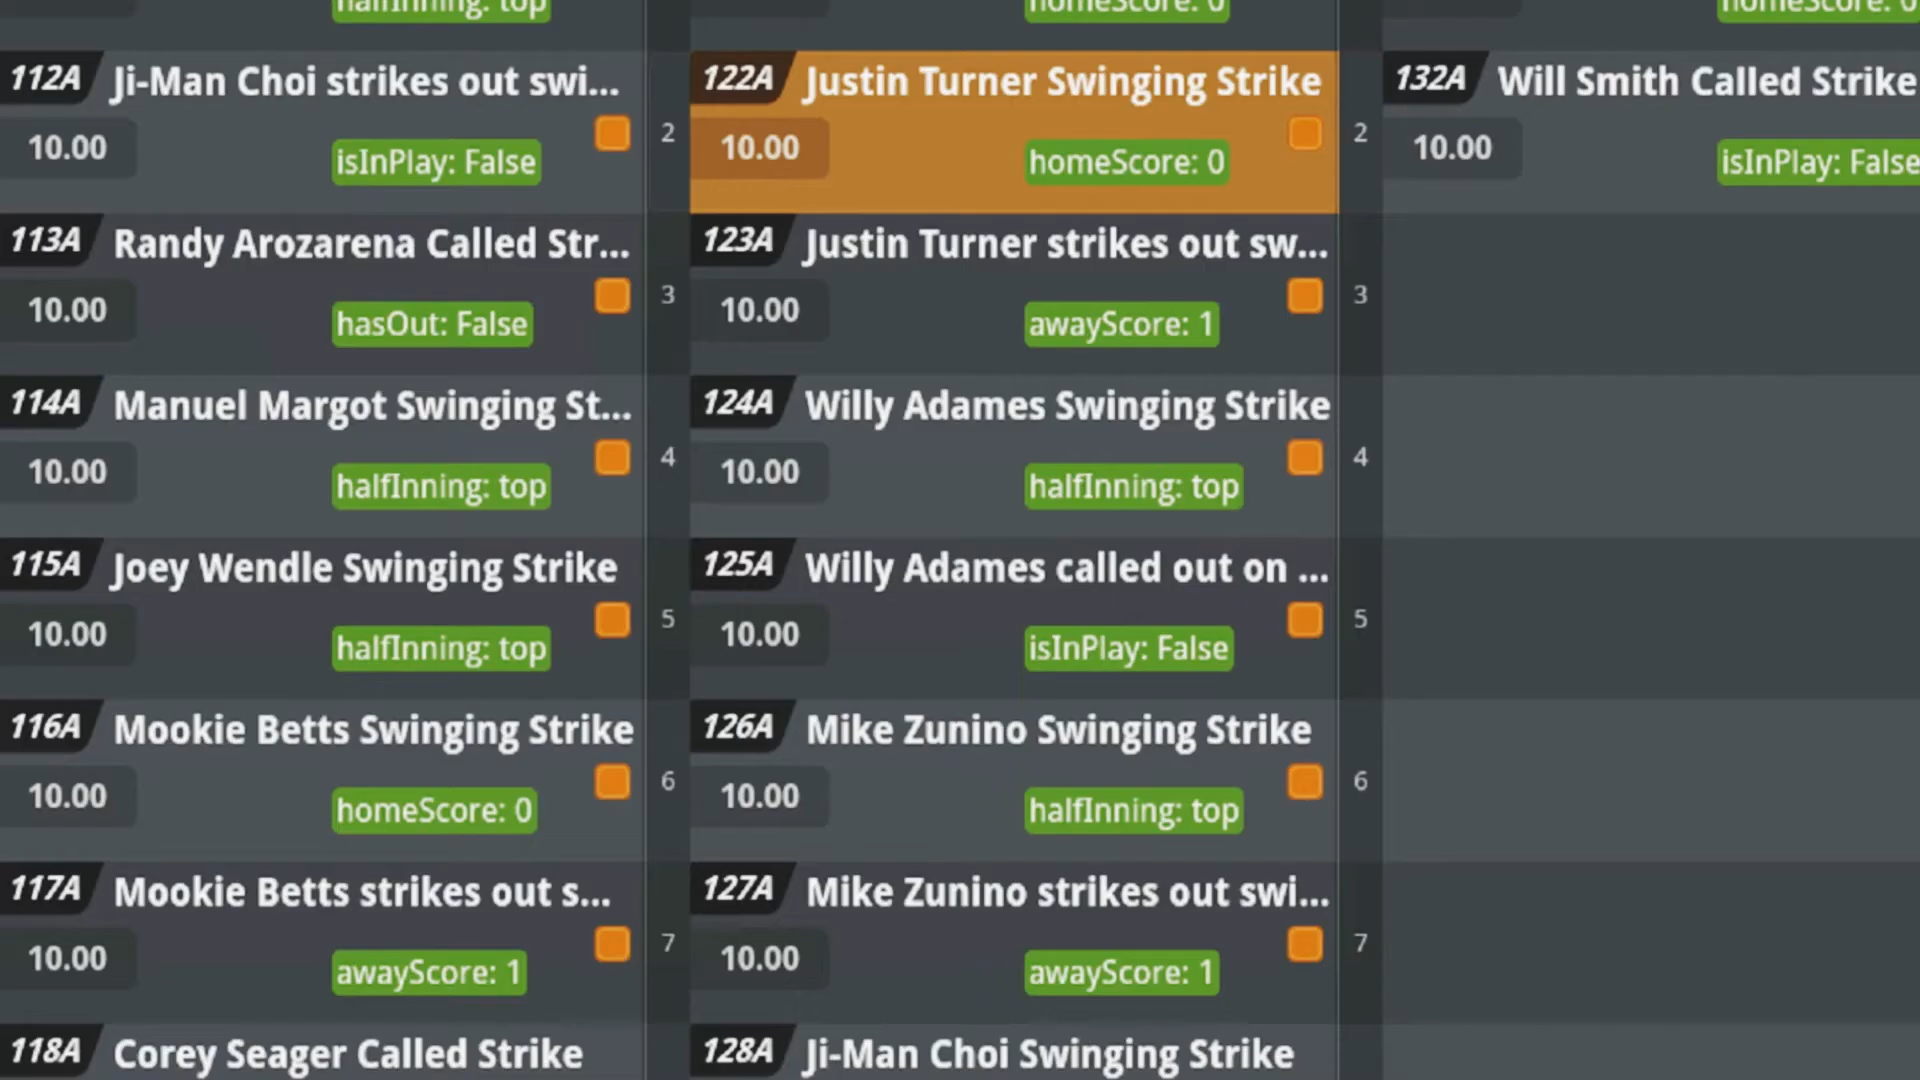 halfInning: top
homeScore: 0
homeScore: 0
112A Ji-Man Choi strikes out swi...
10.00 isInPlay: False
2
122A Justin Turner Swinging Strike
10.00 homeScore: 0
2
132A Will Smith Called Strike
10.00 isInPlay: False
113A Randy Arozarena Called Str...
10.00 hasOut: False
3
123A Justin Turner strikes out sw...
10.00 awayScore: 1
3
114A Manuel Margot Swinging St...
10.00 halfInning: top
4
124A Willy Adames Swinging Strike
10.00 halfInning: top
4
115A Joey Wendle Swinging Strike
10.00 halfInning: top
5
125A Willy Adames called out on ...
10.00 isInPlay: False
5
116A Mookie Betts Swinging Strike
10.00 homeScore: 0
6
126A Mike Zunino Swinging Strike
10.00 halfInning: top
6
117A Mookie Betts strikes out s...
10.00 awayScore: 1
7
127A Mike Zunino strikes out swi...
10.00 awayScore: 1
7
118A Corey Seager Called Strike
128A Ji-Man Choi Swinging Strike